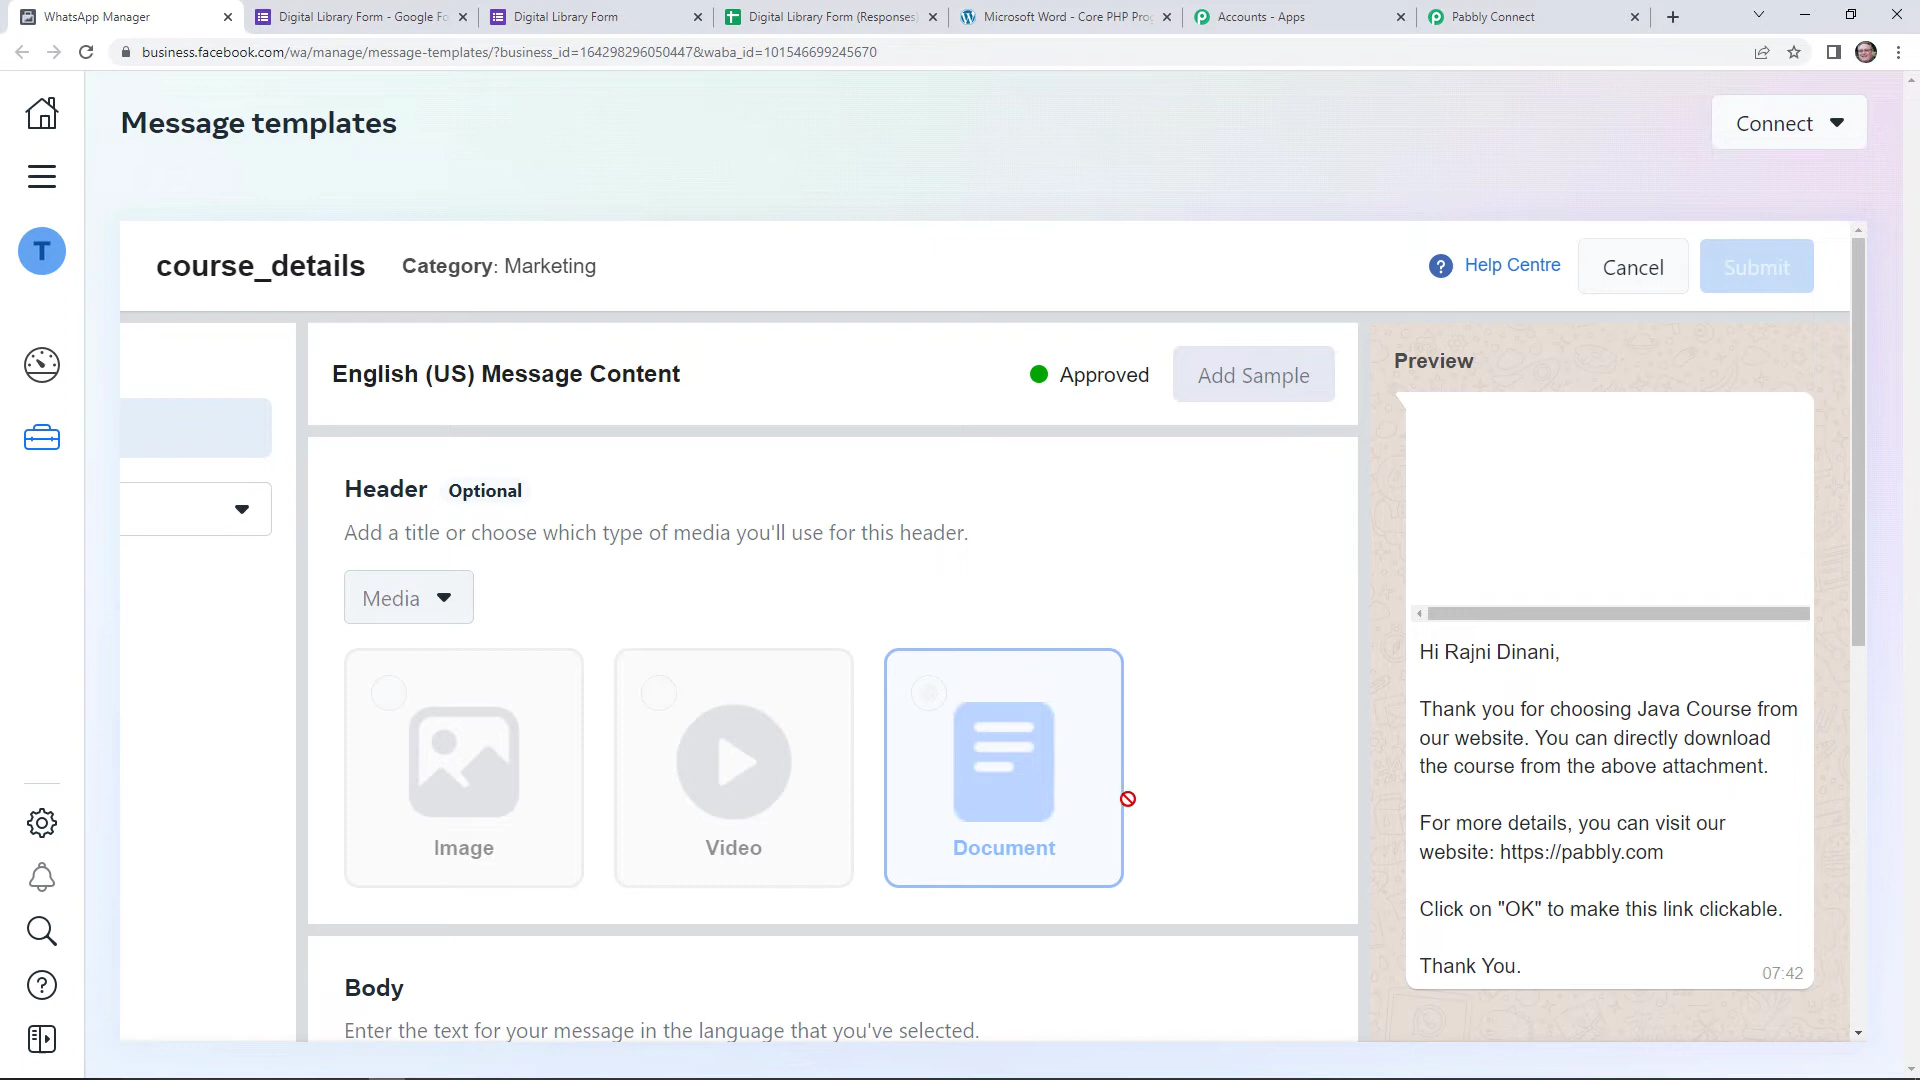 WhatsApp Manager
Digital Library Form - Google Fo
Digital Library Form
Digital Library Form (Responses)
Microsoft Word - Core PHP Prog
Accounts - Apps
Pabbly Connect
business.facebook.com/wa/manage/message-templates/?business_id=164298296050447&waba_id=101546699245670
Message templates
Connect
T
course_details
Category: Marketing
Help Centre
Cancel
Submit
English (US) Message Content
Approved
Add Sample
Preview
Header Optional
Add a title or choose which type of media you'll use for this header.
Media
Image
Video
Document
Hi Rajni Dinani,
Thank you for choosing Java Course from
our website. You can directly download
the course from the above attachment.
For more details, you can visit our
website: https://pabbly.com
Click on "OK" to make this link clickable.
Thank You.
07:42
Body
Enter the text for your message in the language that you've selected.